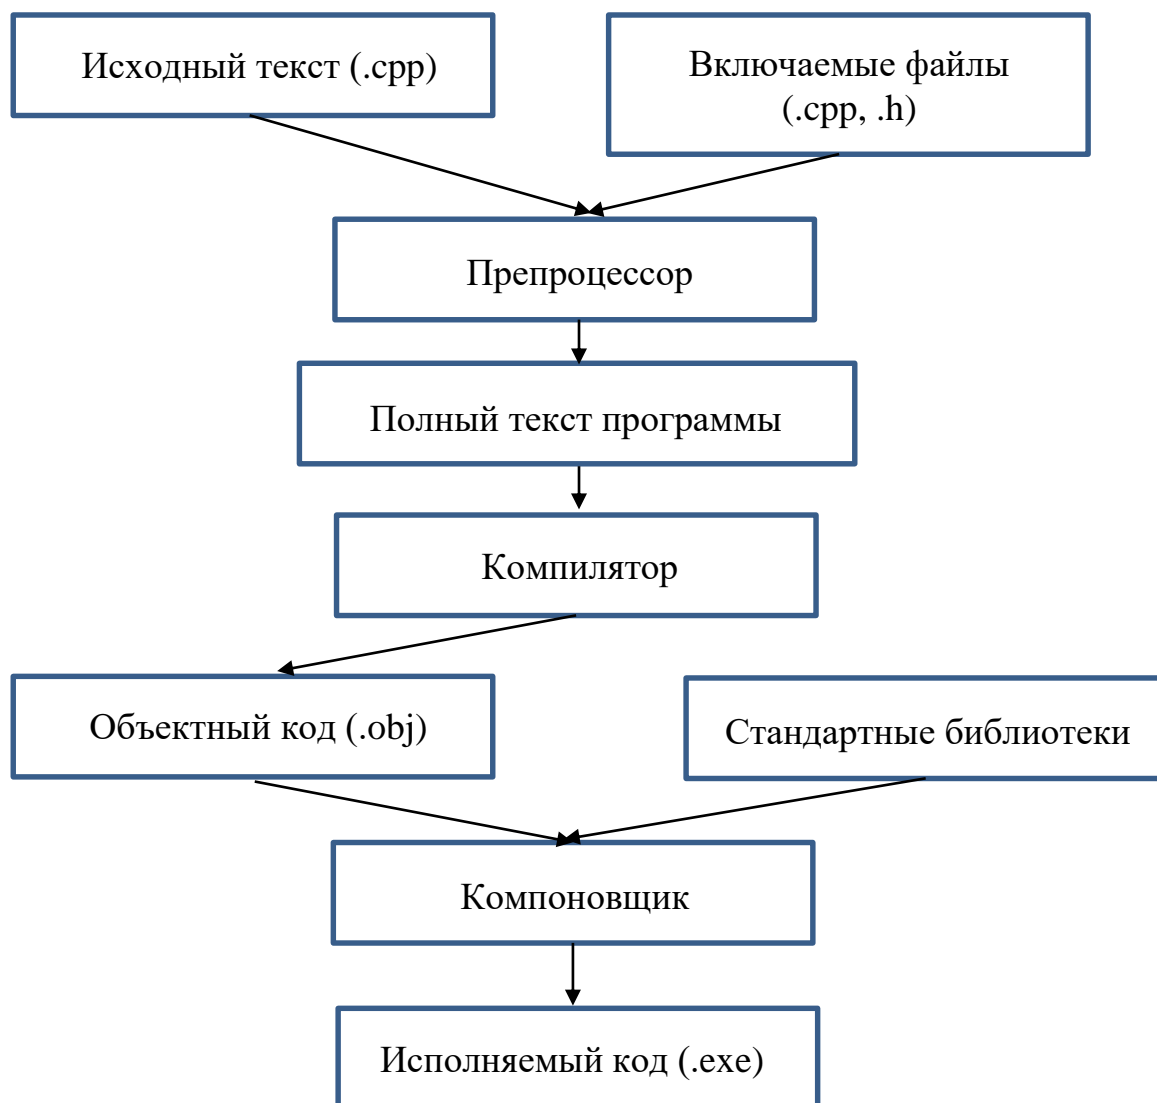 Исходный текст (.cpp)
Включаемые файлы
(.cpp, .h)
Препроцессор
Полный текст программы
Компилятор
Объектный код (.obj)
Стандартные библиотеки
Компоновщик
Исполняемый код (.exe)